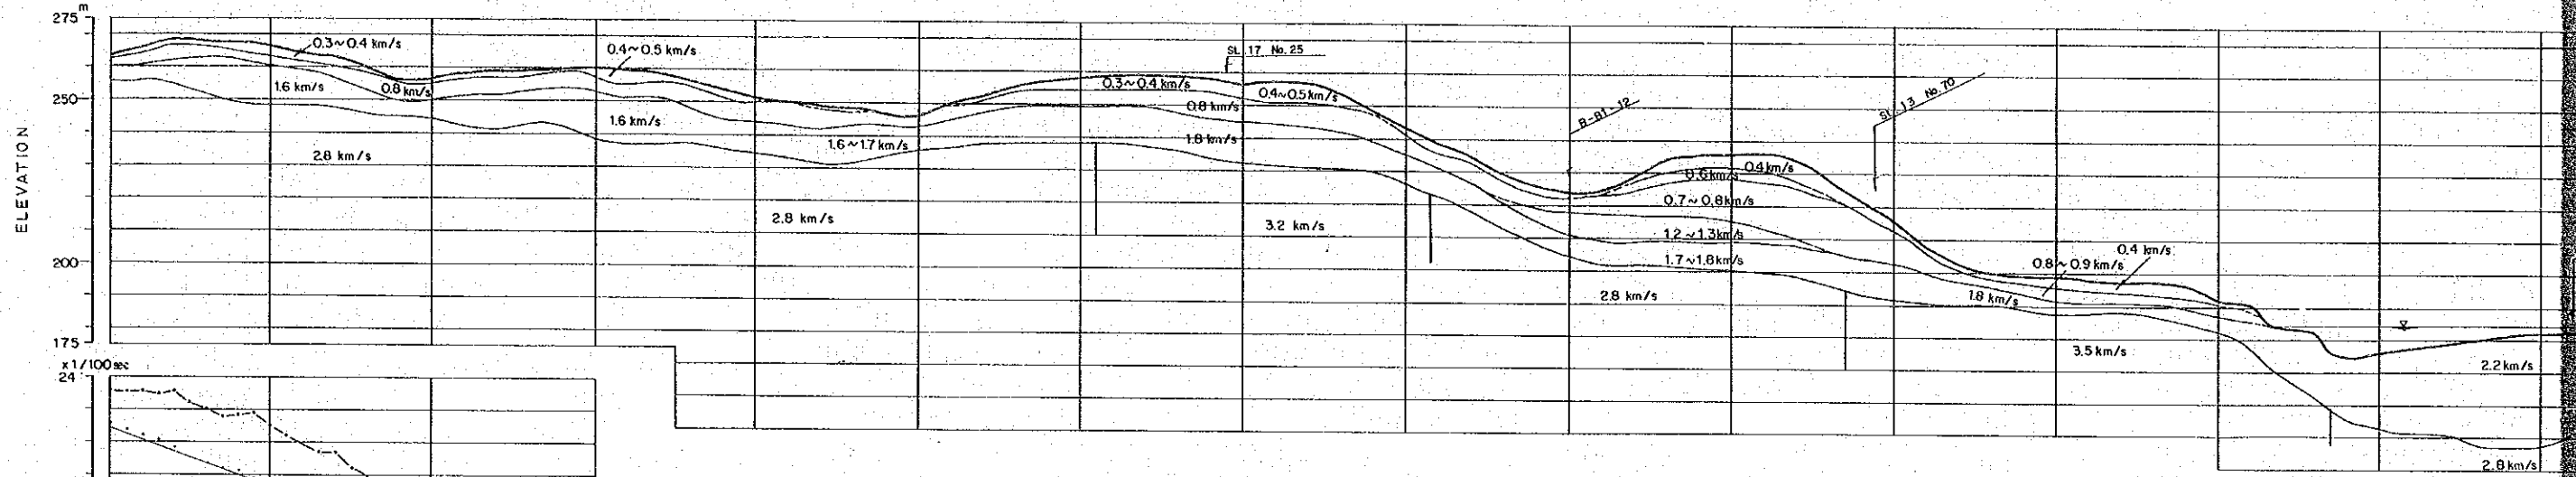 m
275
0.3~0.4 km/s
0.4~0.5 km/s
SL 17 No.25
1.6 km/s
0.8 km/s
0.3~0.4 km/s
0.4~0.5 km/s
250
0.8 km/s
B-81-12
SL 13 No.70
1.6 km/s
1.6~1.7 km/s
1.8 km/s
2.8 km/s
0.4 km/s
0.6 km/s
ELEVATION
0.7~0.8 km/s
2.8 km/s
3.2 km/s
1.2~1.3 km/s
0.4 km/s
200
1.7~1.8 km/s
0.8~0.9 km/s
2.8 km/s
1.8 km/s
175
3.5 km/s
2.2 km/s
x1/100 sec
24
2.8 km/s